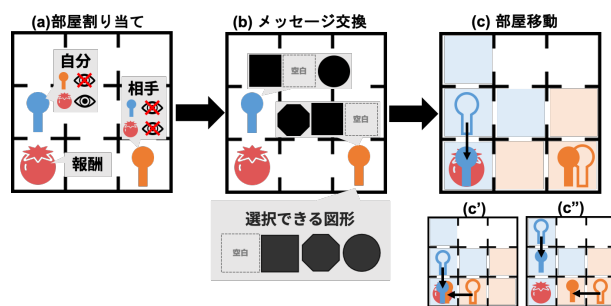 (a)部屋割り当て
(b) メッセージ交換
(c) 部屋移動
自分
相手
報酬
空白
空白
選択できる図形
空白
(c')
(c")